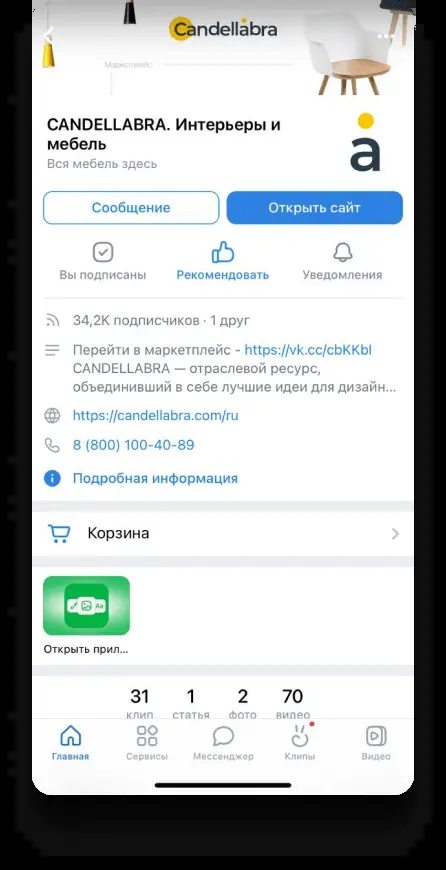 Candellabra
Маркетплейс
CANDELLABRA. Интерьеры и
мебель
Вся мебель здесь
a
Сообщение
Открыть сайт
Вы подписаны
Рекомендовать
Уведомления
34,2K подписчиков · 1 друг
Перейти в маркетплейс - https://vk.cc/cbKKbI
CANDELLABRA — отраслевой ресурс,
объединивший в себе лучшие идеи для дизайн...
https://candellabra.com/ru
8 (800) 100-40-89
Подробная информация
Корзина
Aa
Открыть прил...
31 1 2 70
клип статья фото видео
Главная Сервисы Мессенджер Клипы Видео